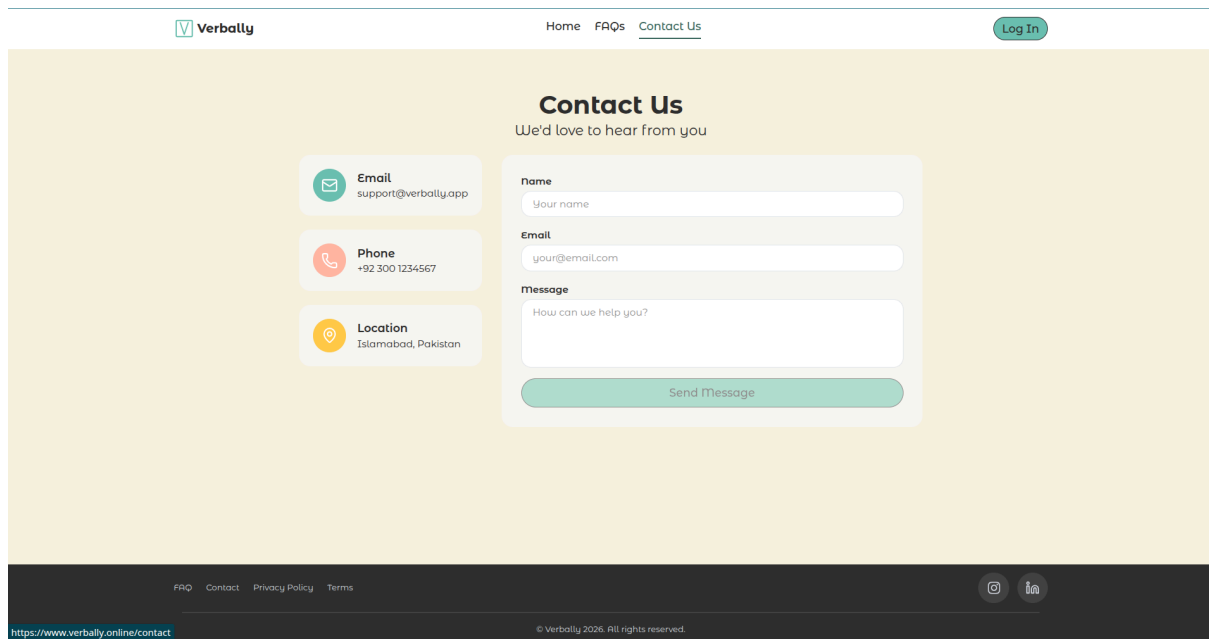 Verbally
Home FAQs Contact Us
Log In
Contact Us
We'd love to hear from you
Email
support@verbally.app
Phone
+92 300 1234567
Location
Islamabad, Pakistan
Name
Your name
Email
your@email.com
Message
How can we help you?
Send Message
FAQ Contact Privacy Policy Terms
© Verbally 2026. All rights reserved.
https://www.verbally.online/contact